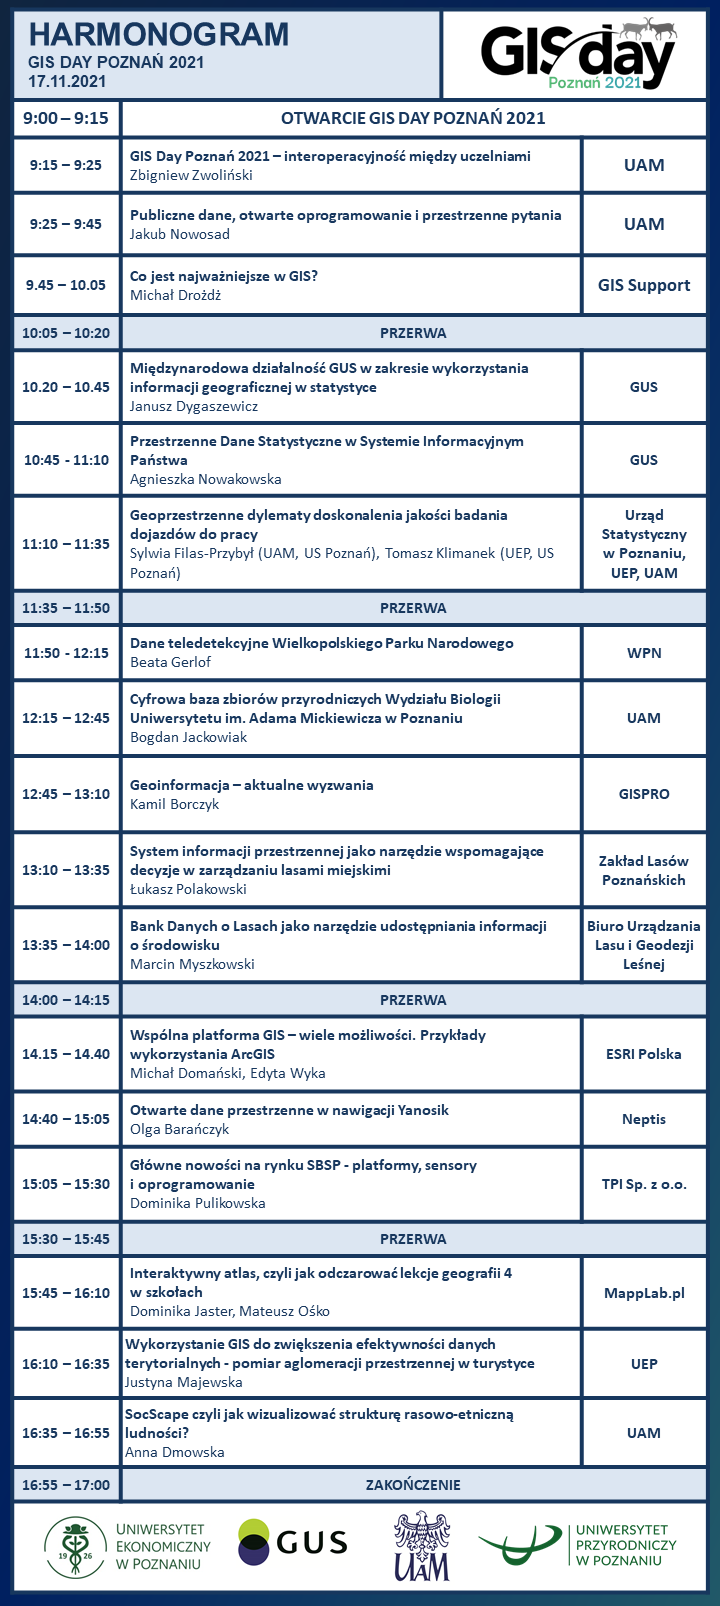 HARMONOGRAM
GIS DAY POZNAŃ 2021
17.11.2021
GISday
Poznań 2021
9:00 – 9:15
OTWARCIE GIS DAY POZNAŃ 2021
9:15 – 9:25
GIS Day Poznań 2021 – interoperacyjność między uczelniami
Zbigniew Zwoliński
UAM
9:25 – 9:45
Publiczne dane, otwarte oprogramowanie i przestrzenne pytania
Jakub Nowosad
UAM
9.45 – 10.05
Co jest najważniejsze w GIS?
Michał Drożdż
GIS Support
10:05 – 10:20
PRZERWA
10.20 – 10.45
Międzynarodowa działalność GUS w zakresie wykorzystania
informacji geograficznej w statystyce
Janusz Dygaszewicz
GUS
10:45 - 11:10
Przestrzenne Dane Statystyczne w Systemie Informacyjnym
Państwa
Agnieszka Nowakowska
GUS
11:10 – 11:35
Geoprzestrzenne dylematy doskonalenia jakości badania
dojazdów do pracy
Sylwia Filas-Przybył (UAM, US Poznań), Tomasz Klimanek (UEP, US
Poznań)
Urząd
Statystyczny
w Poznaniu,
UEP, UAM
11:35 – 11:50
PRZERWA
11:50 - 12:15
Dane teledetekcyjne Wielkopolskiego Parku Narodowego
Beata Gerlof
WPN
12:15 – 12:45
Cyfrowa baza zbiorów przyrodniczych Wydziału Biologii
Uniwersytetu im. Adama Mickiewicza w Poznaniu
Bogdan Jackowiak
UAM
12:45 – 13:10
Geoinformacja – aktualne wyzwania
Kamil Borczyk
GISPRO
13:10 – 13:35
System informacji przestrzennej jako narzędzie wspomagające
decyzje w zarządzaniu lasami miejskimi
Łukasz Polakowski
Zakład Lasów
Poznańskich
13:35 – 14:00
Bank Danych o Lasach jako narzędzie udostępniania informacji
o środowisku
Marcin Myszkowski
Biuro Urządzania
Lasu i Geodezji
Leśnej
14:00 – 14:15
PRZERWA
14.15 – 14.40
Wspólna platforma GIS – wiele możliwości. Przykłady
wykorzystania ArcGIS
Michał Domański, Edyta Wyka
ESRI Polska
14:40 – 15:05
Otwarte dane przestrzenne w nawigacji Yanosik
Olga Barańczyk
Neptis
15:05 – 15:30
Główne nowości na rynku SBSP - platformy, sensory
i oprogramowanie
Dominika Pulikowska
TPI Sp. z o.o.
15:30 – 15:45
PRZERWA
15:45 – 16:10
Interaktywny atlas, czyli jak odczarować lekcje geografii 4
w szkołach
Dominika Jaster, Mateusz Ośko
MappLab.pl
16:10 – 16:35
Wykorzystanie GIS do zwiększenia efektywności danych
terytorialnych - pomiar aglomeracji przestrzennej w turystyce
Justyna Majewska
UEP
16:35 – 16:55
SocScape czyli jak wizualizować strukturę rasowo-etniczną
ludności?
Anna Dmowska
UAM
16:55 – 17:00
ZAKOŃCZENIE
19 26
UNIWERSYTET
EKONOMICZNY
W POZNANIU
GUS
UAM
UNIWERSYTET
PRZYRODNICZY
W POZNANIU